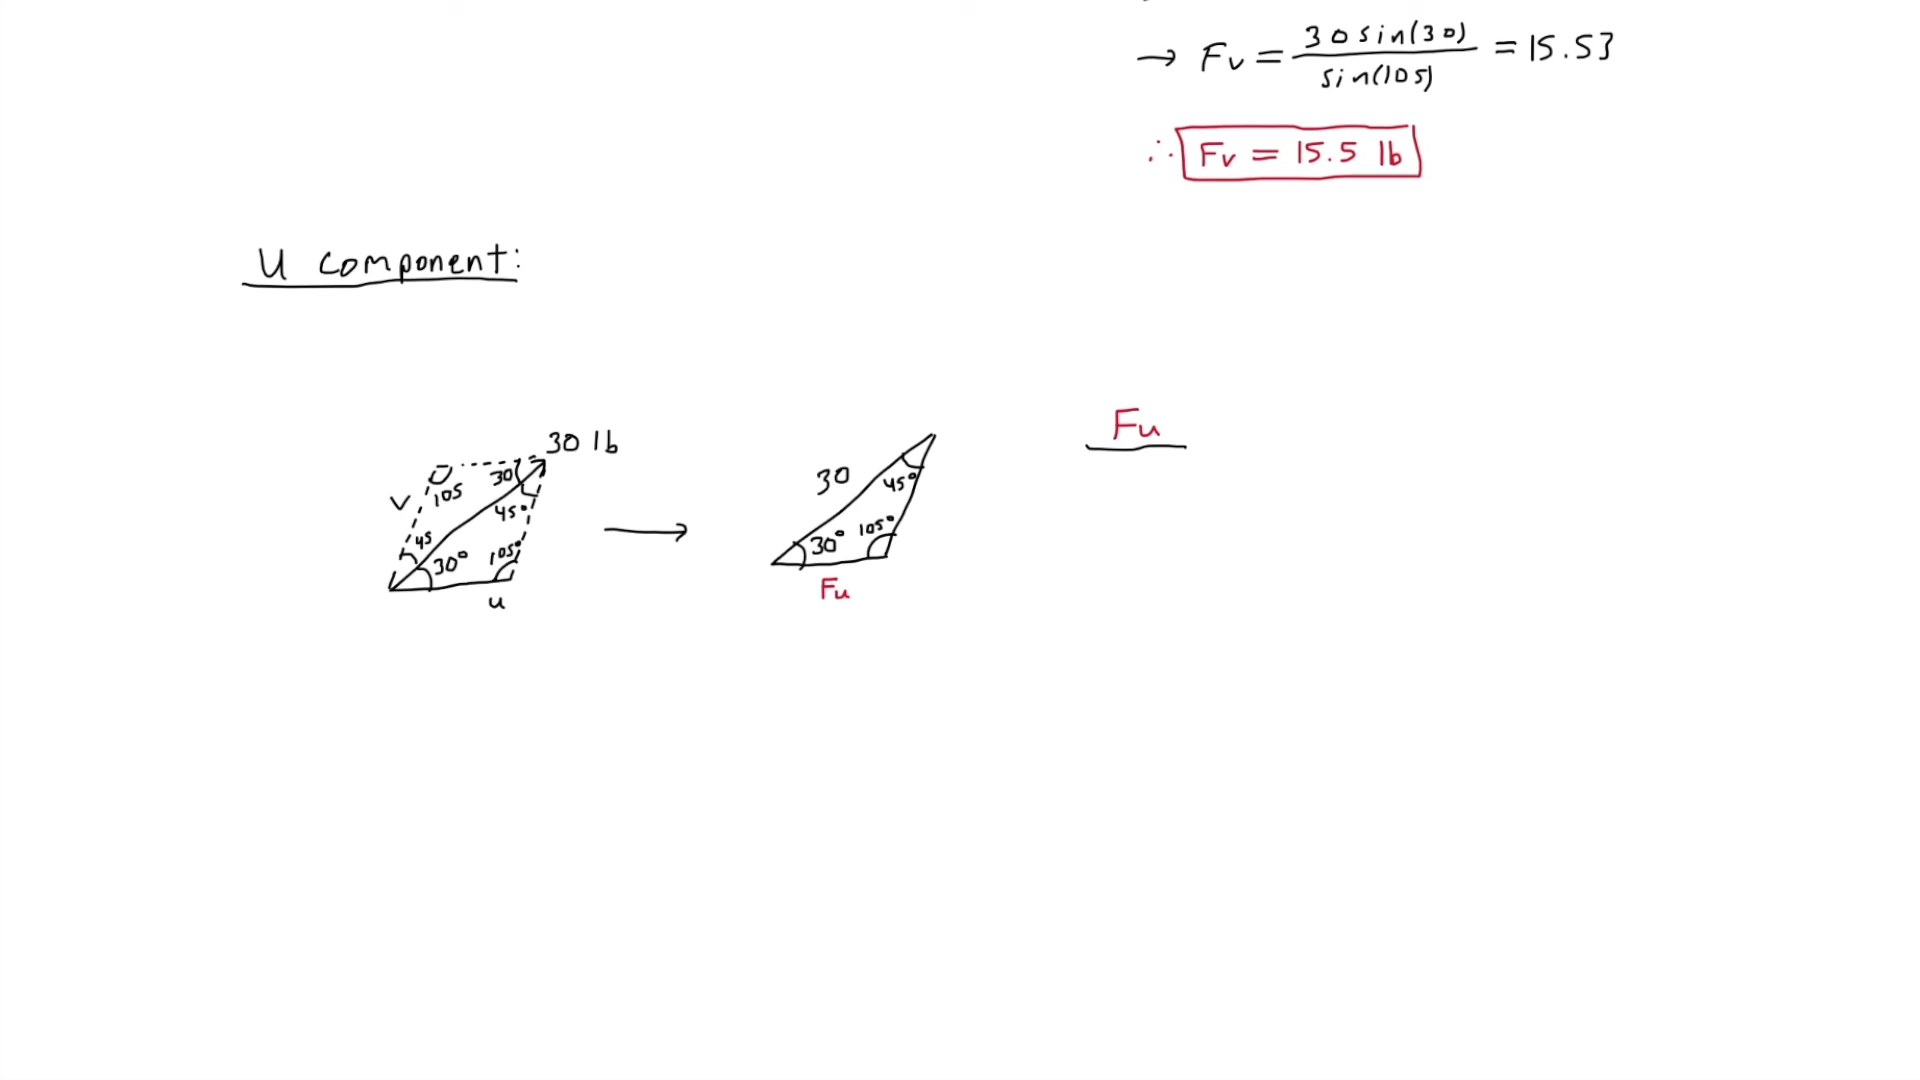 → Fv = 30 sin(30) / sin(105) = 15.53
∴ Fv = 15.5 lb
U component:
30 lb
30
105
V
45°
45
30°
105°
u
→
30
45°
30°
105°
Fu
Fu